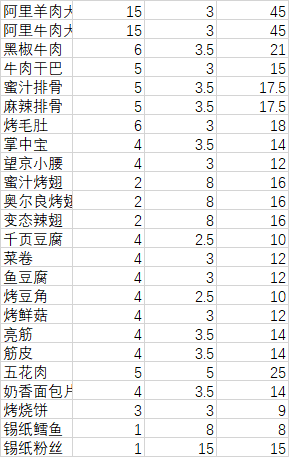 阿里羊肉大 15 3 45
阿里牛肉大 15 3 45
黑椒牛肉 6 3.5 21
牛肉干巴 5 3 15
蜜汁排骨 5 3.5 17.5
麻辣排骨 5 3.5 17.5
烤毛肚 6 3 18
掌中宝 4 3.5 14
望京小腰 4 3 12
蜜汁烤翅 2 8 16
奥尔良烤翅 2 8 16
变态辣翅 2 8 16
千页豆腐 4 2.5 10
菜卷 4 3 12
鱼豆腐 4 3 12
烤豆角 4 2.5 10
烤鲜菇 4 3 12
亮筋 4 3.5 14
筋皮 4 3.5 14
五花肉 5 5 25
奶香面包片 4 3.5 14
烤烧饼 3 3 9
锡纸鳕鱼 1 8 8
锡纸粉丝 1 15 15